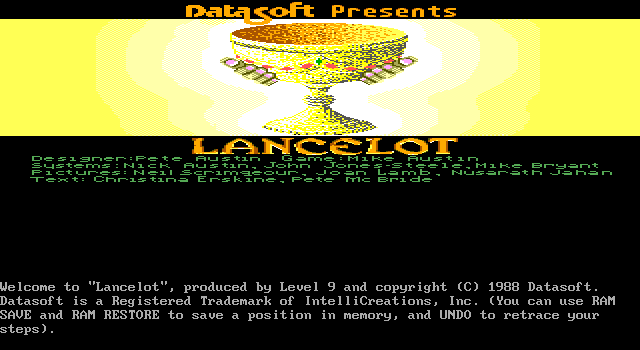 Datasoft Presents
LANCELOT
Designer:Pete Austin  Game:Mike Austin
Systems:Nick Austin,John Jones-Steele,Mike Bryant
Pictures:Neil Scrimgeour, Joan Lamb, Nusarath Jahan
Text: Christina Erskine,Pete McBride
Welcome to "Lancelot", produced by Level 9 and copyright (C) 1988 Datasoft.
Datasoft is a Registered Trademark of IntelliCreations, Inc. (You can use RAM
SAVE and RAM RESTORE to save a position in memory, and UNDO to retrace your
steps).